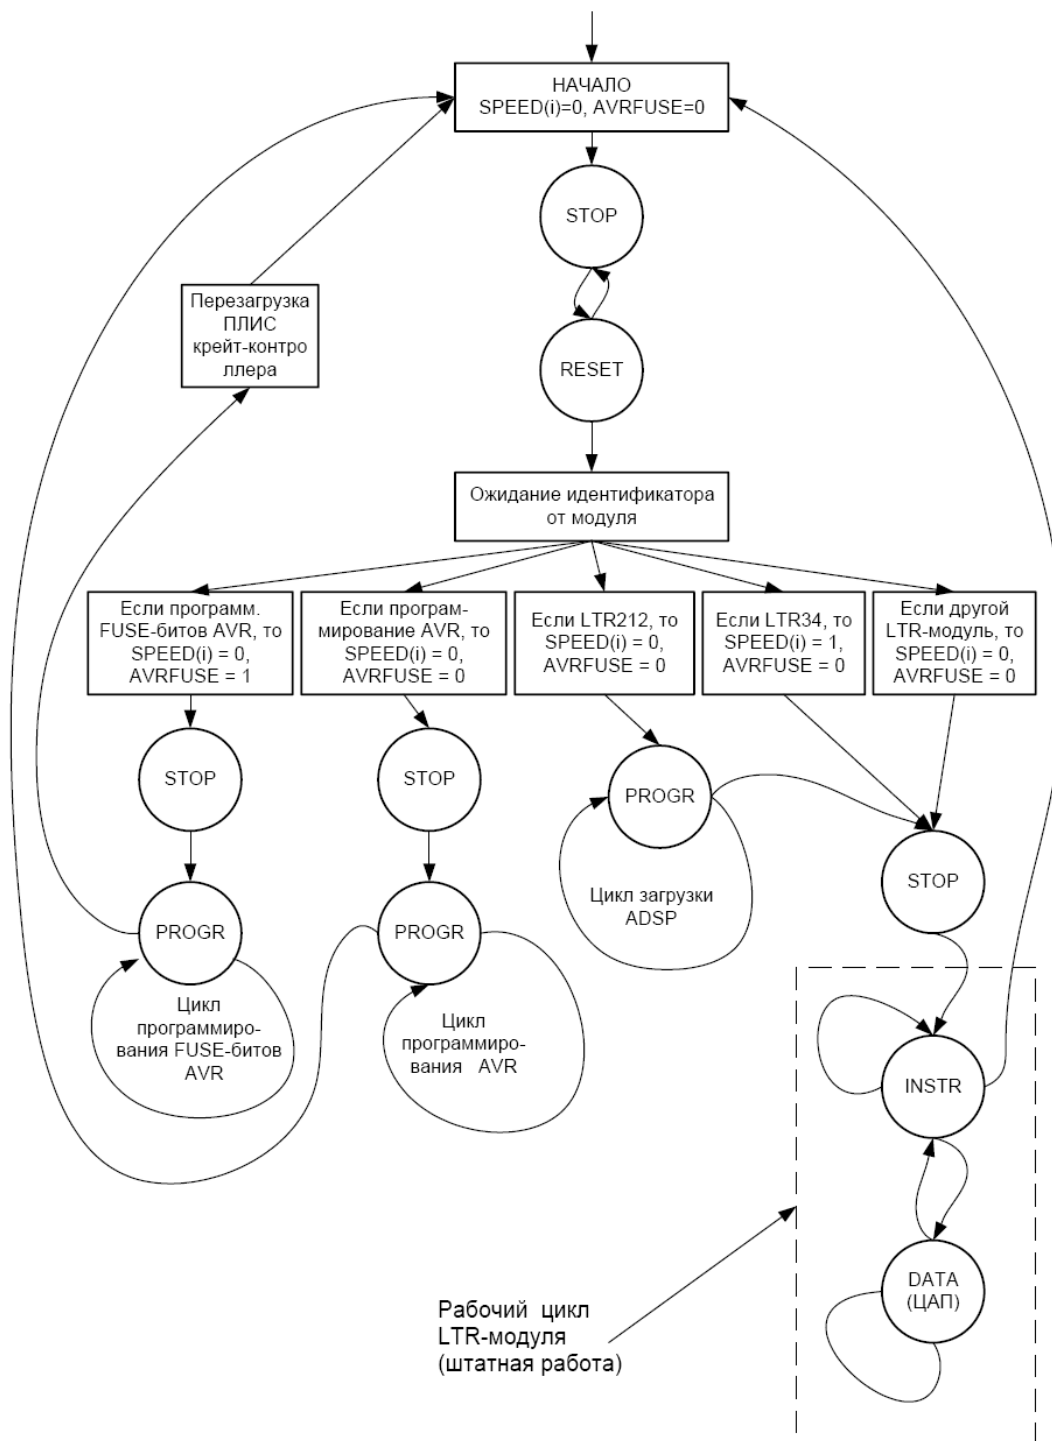 НАЧАЛО
SPEED(i)=0, AVRFUSE=0
STOP
Перезагрузка
ПЛИС
крейт-контро
ллера
RESET
Ожидание идентификатора
от модуля
Если программ.
FUSE-битов AVR, то
SPEED(i) = 0,
AVRFUSE = 1
Если програм-
мирование AVR, то
SPEED(i) = 0,
AVRFUSE = 0
Если LTR212, то
SPEED(i) = 0,
AVRFUSE = 0
Если LTR34, то
SPEED(i) = 1,
AVRFUSE = 0
Если другой
LTR-модуль, то
SPEED(i) = 0,
AVRFUSE = 0
STOP
STOP
PROGR
STOP
Цикл загрузки
ADSP
PROGR
PROGR
Цикл
программиро-
вания FUSE-битов
AVR
Цикл
программиро-
вания AVR
INSTR
DATA
(ЦАП)
Рабочий цикл
LTR-модуля
(штатная работа)